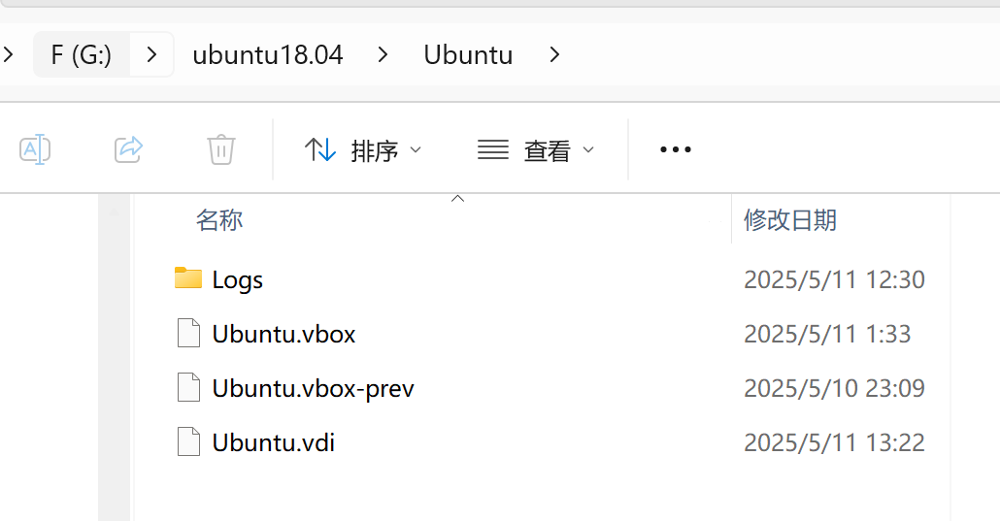 F (G:) ubuntu18.04 Ubuntu
排序 查看
名称 修改日期
Logs 2025/5/11 12:30
Ubuntu.vbox 2025/5/11 1:33
Ubuntu.vbox-prev 2025/5/10 23:09
Ubuntu.vdi 2025/5/11 13:22